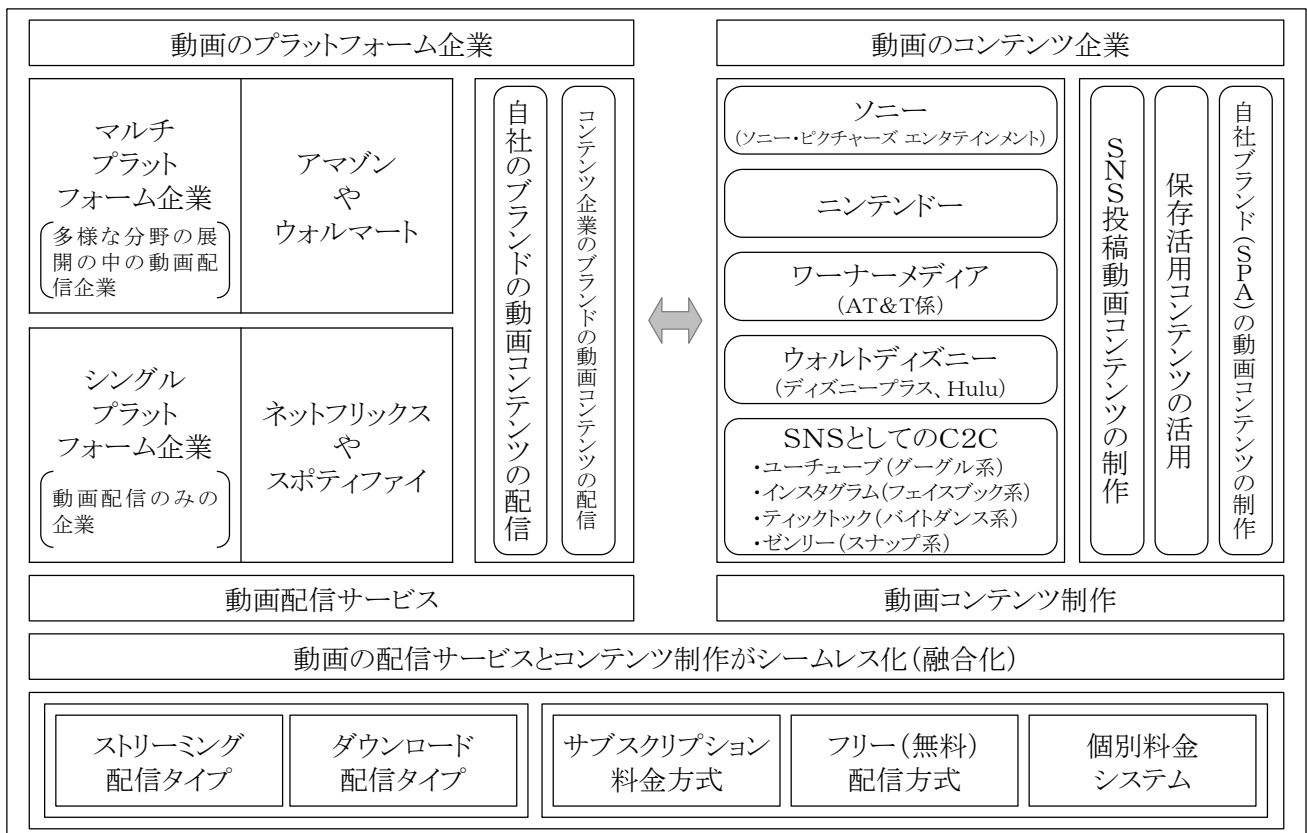 動画のプラットフォーム企業
マルチ
プラット
フォーム企業
多様な分野の展
開の中の動画配
信企業
アマゾン
や
ウォルマート
シングル
プラット
フォーム企業
動画配信のみの
企業
ネットフリックス
や
スポティファイ
自社のブランドの動画コンテンツの配信
コンテンツ企業のブランドの動画コンテンツの配信
動画配信サービス
動画のコンテンツ企業
ソニー
(ソニー・ピクチャーズ エンタテインメント)
ニンテンドー
ワーナーメディア
(AT&T係)
ウォルトディズニー
(ディズニープラス、Hulu)
SNSとしてのC2C
・ユーチューブ(グーグル系)
・インスタグラム(フェイスブック系)
・ティックトック(バイトダンス系)
・ゼンリー(スナップ系)
SNS投稿動画コンテンツの制作
保存活用コンテンツの活用
自社ブランド(SPA)の動画コンテンツの制作
動画コンテンツ制作
動画の配信サービスとコンテンツ制作がシームレス化(融合化)
ストリーミング
配信タイプ
ダウンロード
配信タイプ
サブスクリプション
料金方式
フリー(無料)
配信方式
個別料金
システム